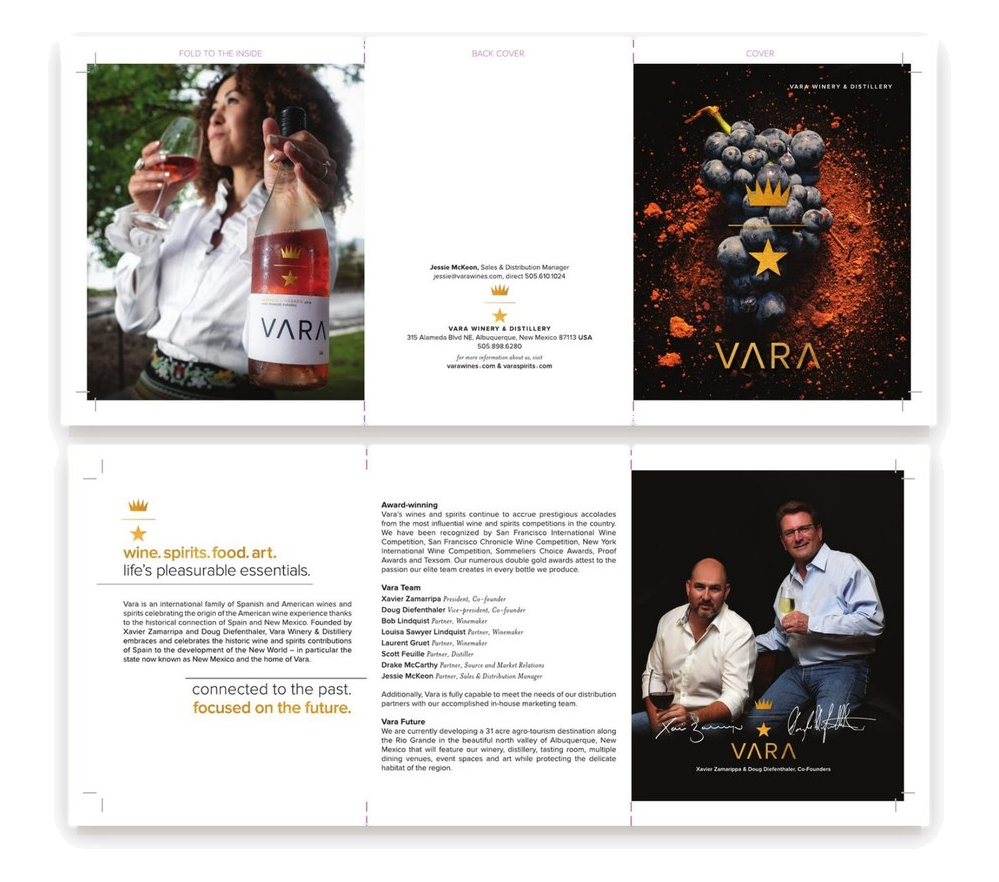 FOLD TO THE INSIDE
BACK COVER
COVER
VARA
VARA WINERY & DISTILLERY
VARA
Jessie McKeon, Sales & Distribution Manager
jessie@varawines.com, direct 505.610.1024
VARA WINERY & DISTILLERY
315 Alameda Blvd NE, Albuquerque, New Mexico 87113 USA
505.898.6280
for more information about us, visit
varawines.com & varaspirits.com
wine. spirits. food. art.
life's pleasurable essentials.
Vara is an international family of Spanish and American wines and
spirits celebrating the origin of the American wine experience thanks
to the historical connection of Spain and New Mexico. Founded by
Xavier Zamarripa and Doug Diefenthaler, Vara Winery & Distillery
embraces and celebrates the historic wine and spirits contributions
of Spain to the development of the New World – in particular the
state now known as New Mexico and the home of Vara.
connected to the past.
focused on the future.
Award-winning
Vara's wines and spirits continue to accrue prestigious accolades
from the most influential wine and spirits competitions in the country.
We have been recognized by San Francisco International Wine
Competition, San Francisco Chronicle Wine Competition, New York
International Wine Competition, Sommeliers Choice Awards, Proof
Awards and Texsom. Our numerous double gold awards attest to the
passion our elite team creates in every bottle we produce.
Vara Team
Xavier Zamarripa President, Co-founder
Doug Diefenthaler Vice-president, Co-founder
Bob Lindquist Partner, Winemaker
Louisa Sawyer Lindquist Partner, Winemaker
Laurent Gruet Partner, Winemaker
Scott Feuille Partner, Distiller
Drake McCarthy Partner, Source and Market Relations
Jessie McKeon Partner, Sales & Distribution Manager
Additionally, Vara is fully capable to meet the needs of our distribution
partners with our accomplished in-house marketing team.
Vara Future
We are currently developing a 31 acre agro-tourism destination along
the Rio Grande in the beautiful north valley of Albuquerque, New
Mexico that will feature our winery, distillery, tasting room, multiple
dining venues, event spaces and art while protecting the delicate
habitat of the region.
VARA
Xavier Zamarippa & Doug Diefenthaler, Co-Founders